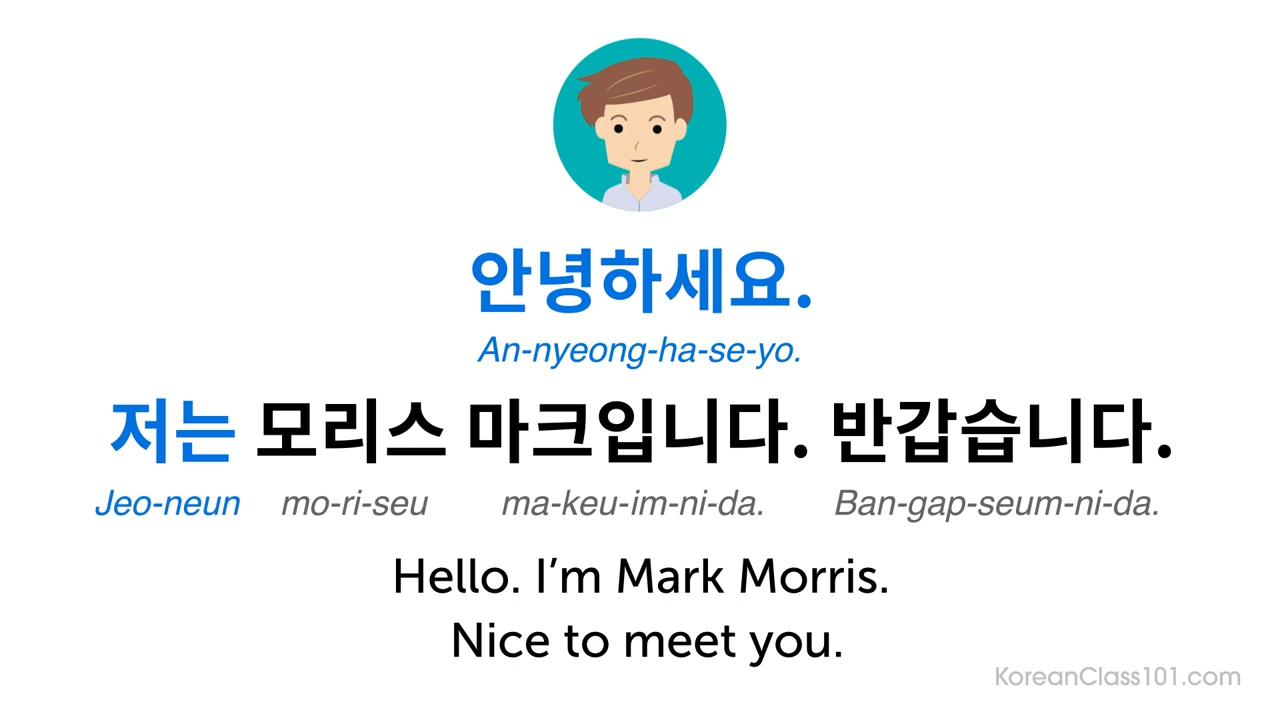 안녕하세요.
An-nyeong-ha-se-yo.
저는 모리스 마크입니다. 반갑습니다.
Jeo-neun mo-ri-seu ma-keu-im-ni-da. Ban-gap-seum-ni-da.
Hello. I’m Mark Morris.
Nice to meet you.
KoreanClass101.com